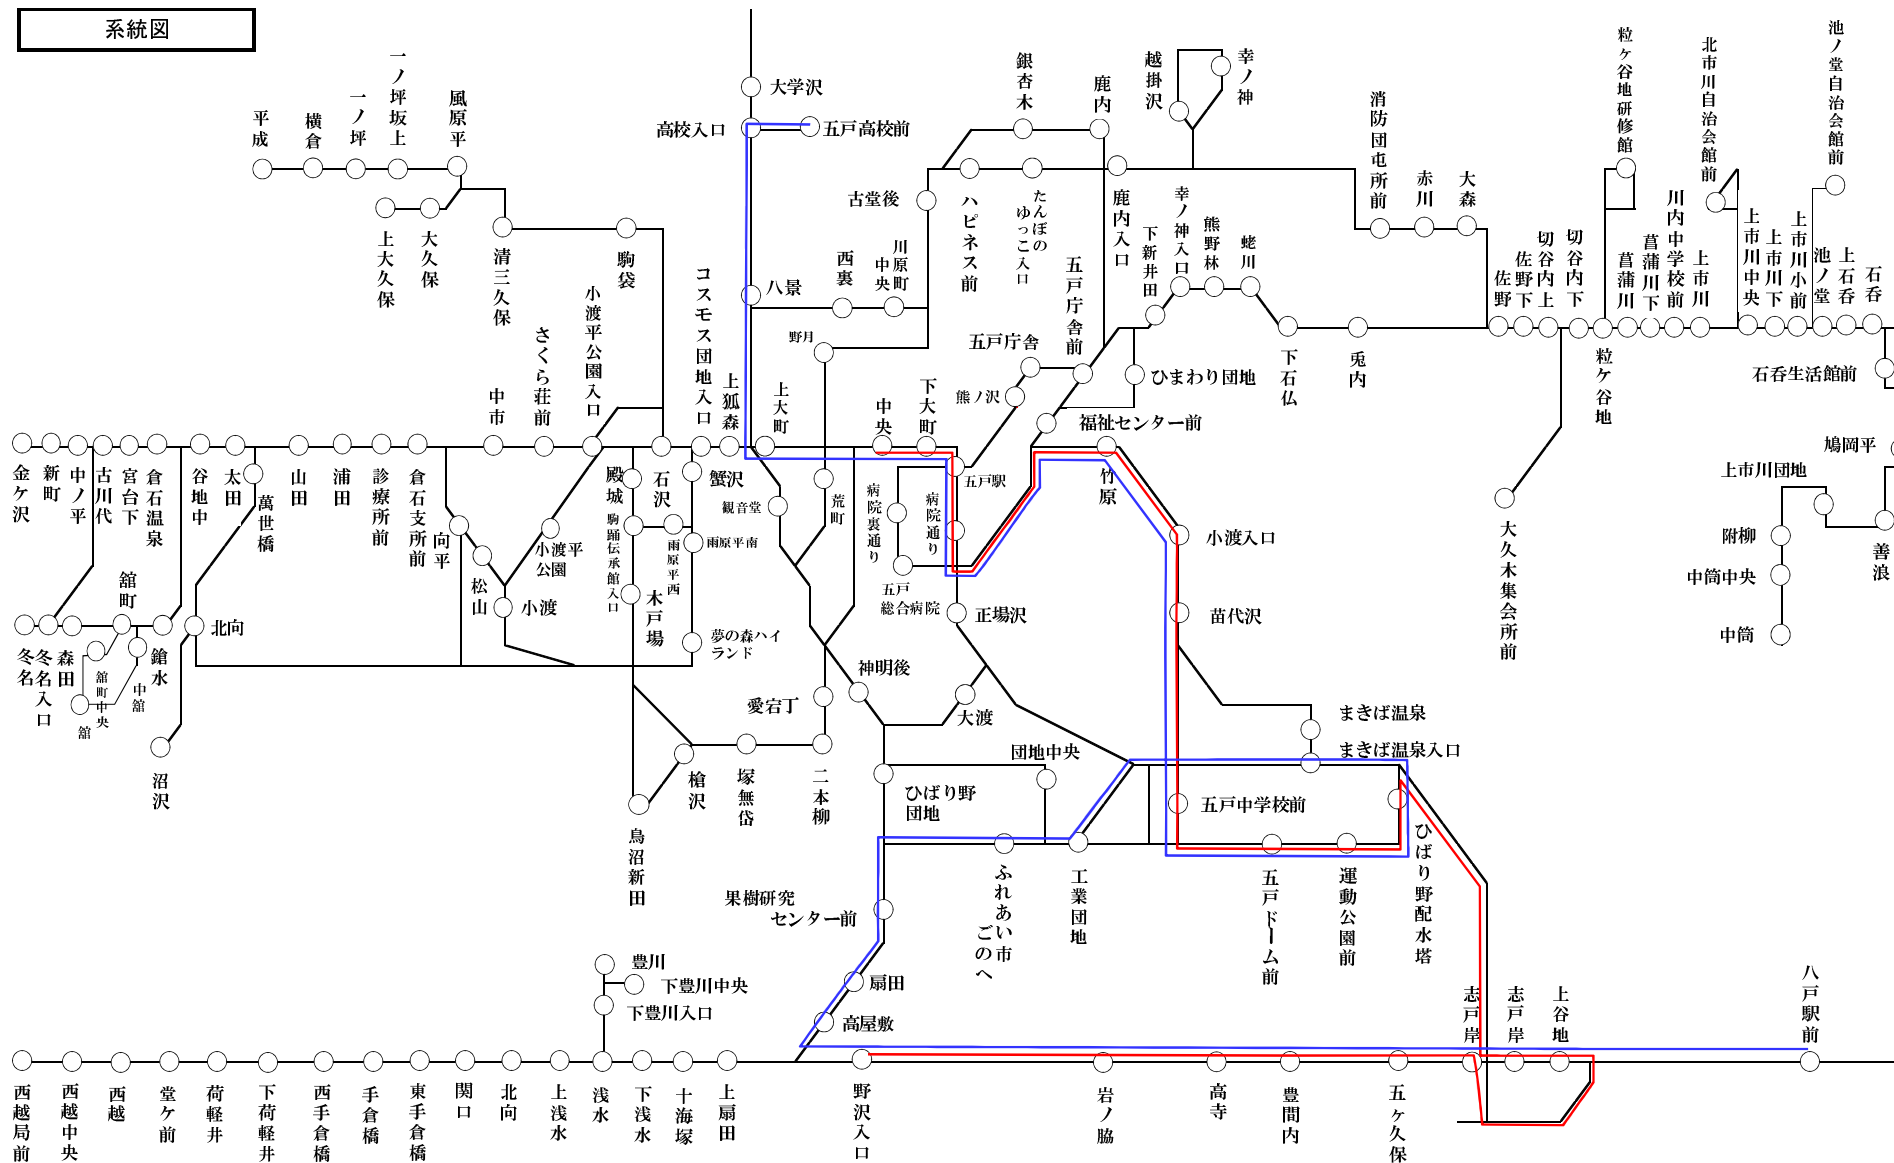 系統図
大学沢
高校入口
五戸高校前
平成
横倉
一ノ坪
一ノ坪坂上
風原平
上大久保
大久保
清三久保
駒袋
銀杏木
鹿内
越掛沢
幸ノ神
消防団屯所前
赤川
大森
粒ヶ谷地研修館
北市川自治会館前
池ノ堂自治会館前
古堂後
ハピネス前
たんぽの
ゆっこ入口
鹿内入口
下新井田
幸ノ神入口
熊野林
蛯川
西裏
川原町
中央
八景
野月
五戸庁舎
五戸庁舎前
熊ノ沢
ひまわり団地
福祉センター前
下石仏
兎内
佐野
佐野下
切谷内上
切谷内下
粒ケ谷地
菖蒲川
菖蒲川下
川内中学校前
上市川
上市川中央
上市川下
上市川小前
池ノ堂
上石呑
石呑
石呑生活館前
鳩岡平
上市川団地
附柳
中筒中央
中筒
善浪
大久木集会所前
金ケ沢
新町
中ノ平
古川代
宮台下
倉石温泉
谷地中
太田
萬世橋
山田
浦田
診療所前
倉石支所前
中市
さくら荘前
小渡平公園入口
コスモス団地入口
上狐森
上大町
中央
下大町
石沢
蟹沢
殿城
駒踊伝承館入口
雨原平西
雨原平南
木戸場
夢の森ハイ
ランド
向平
松山
小渡平
公園
小渡
観音堂
荒町
病院裏通り
病院通り
五戸駅
五戸
総合病院
正場沢
竹原
小渡入口
苗代沢
まきば温泉
まきば温泉入口
冬名
冬名入口
森田
舘町
舘町中央
舘
中舘
鎗水
北向
沼沢
神明後
愛宕丁
大渡
二本柳
塚無岱
槍沢
鳥沼新田
団地中央
ひばり野
団地
五戸中学校前
ふれあい市
ごのへ
工業団地
五戸ドーム前
運動公園前
ひばり野配水塔
果樹研究
センター前
扇田
高屋敷
豊川
下豊川中央
下豊川入口
志戸岸
志戸岸
上谷地
八戸駅前
西越局前
西越中央
西越
堂ケ前
荷軽井
下荷軽井
西手倉橋
手倉橋
東手倉橋
関口
北向
上浅水
浅水
下浅水
十海塚
上扇田
野沢入口
岩ノ脇
高寺
豊間内
五ヶ久保